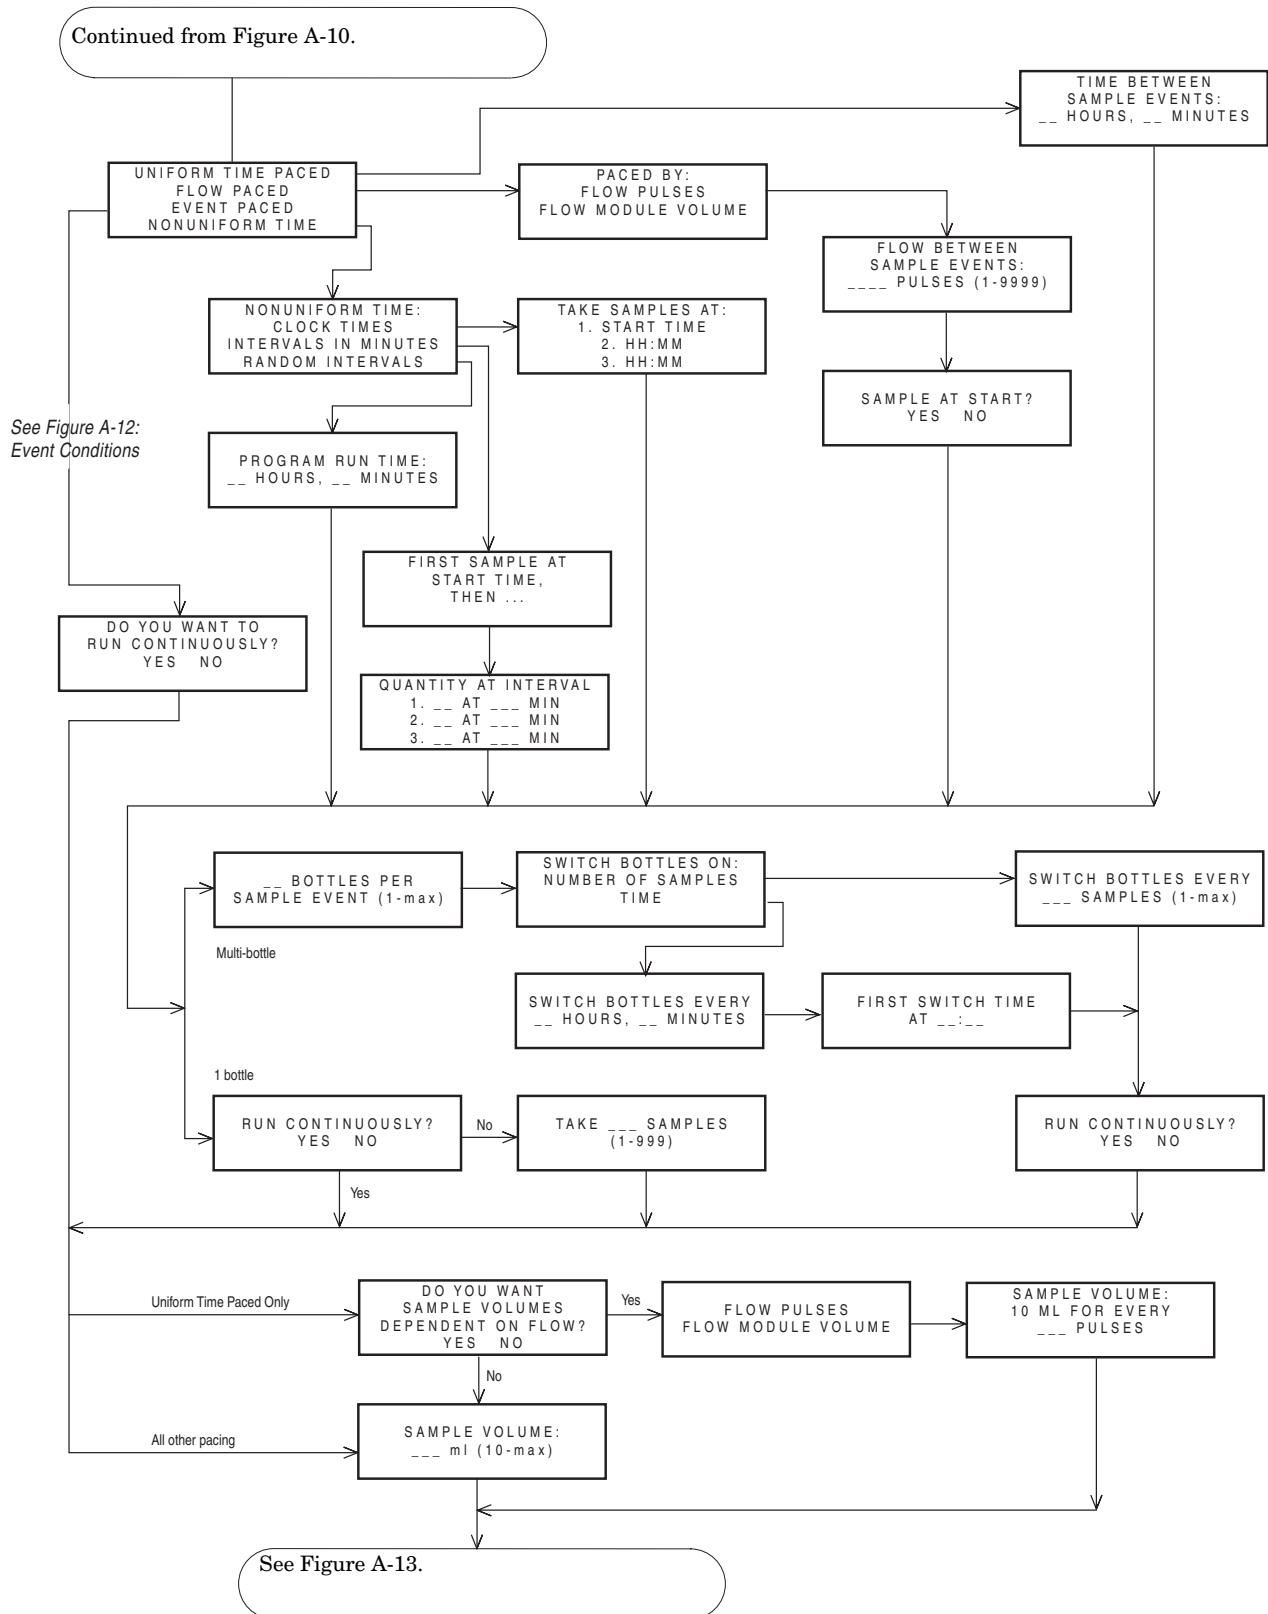 Continued from Figure A-10.
TIME BETWEEN
SAMPLE EVENTS:
__ HOURS, __ MINUTES
UNIFORM TIME PACED
FLOW PACED
EVENT PACED
NONUNIFORM TIME
PACED BY:
FLOW PULSES
FLOW MODULE VOLUME
FLOW BETWEEN
SAMPLE EVENTS:
____ PULSES (1-9999)
NONUNIFORM TIME:
CLOCK TIMES
INTERVALS IN MINUTES
RANDOM INTERVALS
TAKE SAMPLES AT:
1. START TIME
2. HH:MM
3. HH:MM
SAMPLE AT START?
YES NO
See Figure A-12:
Event Conditions
PROGRAM RUN TIME:
__ HOURS, __ MINUTES
FIRST SAMPLE AT
START TIME,
THEN ...
DO YOU WANT TO
RUN CONTINUOUSLY?
YES NO
QUANTITY AT INTERVAL
1. __ AT ___ MIN
2. __ AT ___ MIN
3. __ AT ___ MIN
__ BOTTLES PER
SAMPLE EVENT (1-max)
SWITCH BOTTLES ON:
NUMBER OF SAMPLES
TIME
SWITCH BOTTLES EVERY
___ SAMPLES (1-max)
Multi-bottle
SWITCH BOTTLES EVERY
__ HOURS, __ MINUTES
FIRST SWITCH TIME
AT __:__
1 bottle
RUN CONTINUOUSLY?
YES NO
No
TAKE ___ SAMPLES
(1-999)
RUN CONTINUOUSLY?
YES NO
Yes
Uniform Time Paced Only
DO YOU WANT
SAMPLE VOLUMES
DEPENDENT ON FLOW?
YES NO
Yes
FLOW PULSES
FLOW MODULE VOLUME
SAMPLE VOLUME:
10 ML FOR EVERY
___ PULSES
No
All other pacing
SAMPLE VOLUME:
___ ml (10-max)
See Figure A-13.